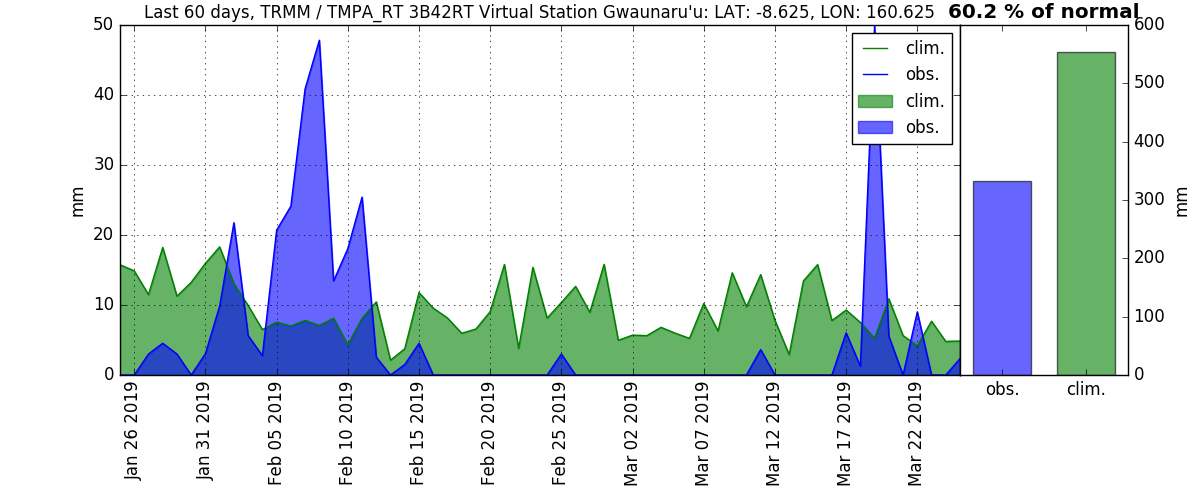 Last 60 days, TRMM / TMPA_RT 3B42RT Virtual Station Gwaunaru'u: LAT: -8.625, LON: 160.625
60.2 % of normal
50
40
30
20
10
0
mm
clim.
obs.
clim.
obs.
600
500
400
300
200
100
0
mm
obs.
clim.
Jan 26 2019
Jan 31 2019
Feb 05 2019
Feb 10 2019
Feb 15 2019
Feb 20 2019
Feb 25 2019
Mar 02 2019
Mar 07 2019
Mar 12 2019
Mar 17 2019
Mar 22 2019